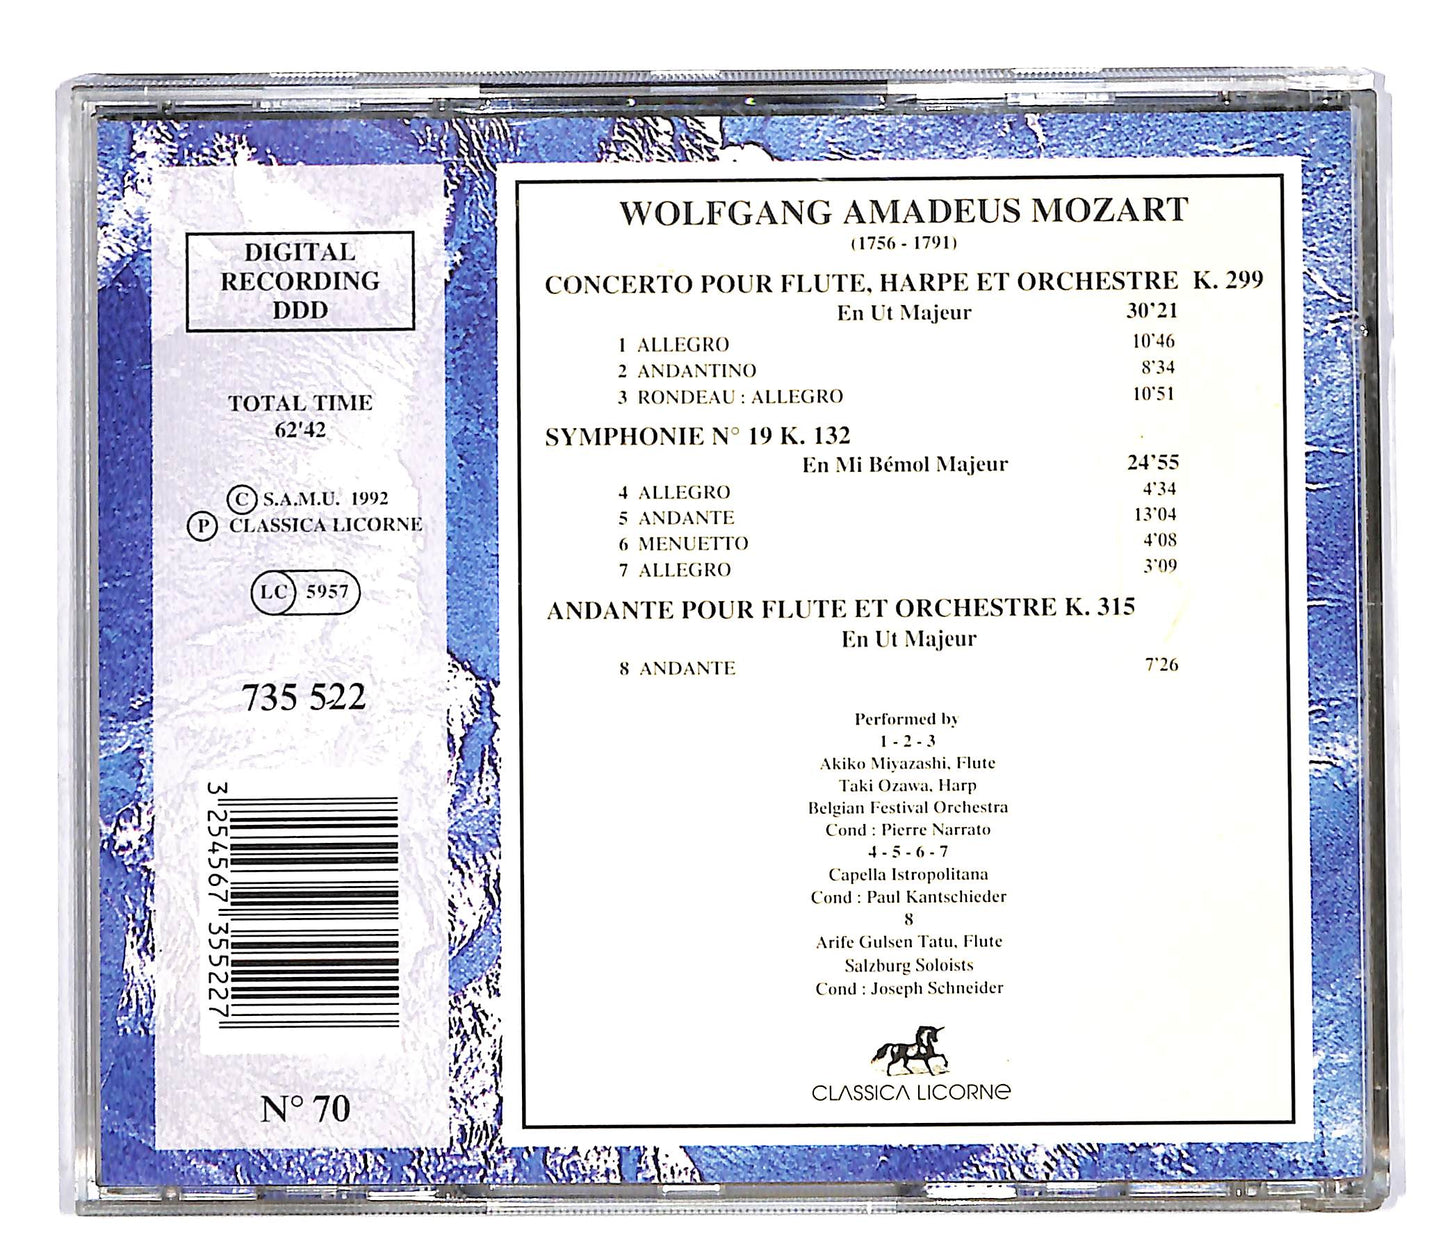 DIGITAL
RECORDING
DDD
TOTAL TIME
62'42
C S.A.M.U. 1992
P CLASSICA LICORNE
LC 5957
735 522
3 254567 355227
N° 70
WOLFGANG AMADEUS MOZART
(1756 - 1791)
CONCERTO POUR FLUTE, HARPE ET ORCHESTRE K. 299
En Ut Majeur 30'21
1 ALLEGRO 10'46
2 ANDANTINO 8'34
3 RONDEAU : ALLEGRO 10'51
SYMPHONIE N° 19 K. 132
En Mi Bémol Majeur 24'55
4 ALLEGRO 4'34
5 ANDANTE 13'04
6 MENUETTO 4'08
7 ALLEGRO 3'09
ANDANTE POUR FLUTE ET ORCHESTRE K. 315
En Ut Majeur
8 ANDANTE 7'26
Performed by
1 - 2 - 3
Akiko Miyazashi, Flute
Taki Ozawa, Harp
Belgian Festival Orchestra
Cond : Pierre Narrato
4 - 5 - 6 - 7
Capella Istropolitana
Cond : Paul Kantschieder
8
Arife Gulsen Tatu, Flute
Salzburg Soloists
Cond : Joseph Schneider
CLASSICA LICORNe